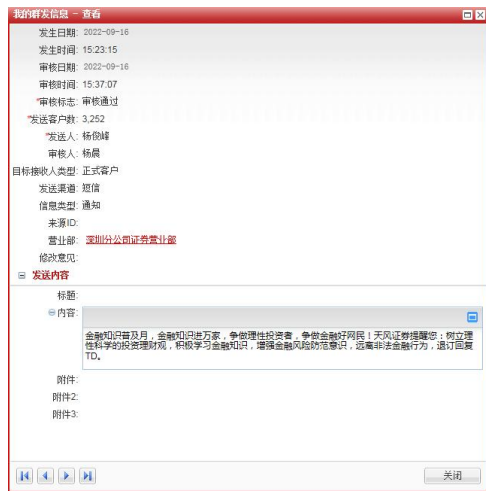 我的群发信息 - 查看
发生日期: 2022-09-16
发生时间: 15:23:15
审核日期: 2022-09-16
审核时间: 15:37:07
*审核标志: 审核通过
*发送客户数: 3,252
*发送人: 杨俊峰
审核人: 杨晨
目标接收人类型: 正式客户
发送渠道: 短信
信息类型: 通知
来源ID:
营业部: 深圳分公司证券营业部
修改意见:
发送内容
标题:
内容:
金融知识普及月，金融知识进万家，争做理性投资者，争做金融好网民！天风证券提醒您：树立理
性科学的投资理财观，积极学习金融知识，增强金融风险防范意识，远离非法金融行为，退订回复
TD。
附件:
附件2:
附件3:
关闭